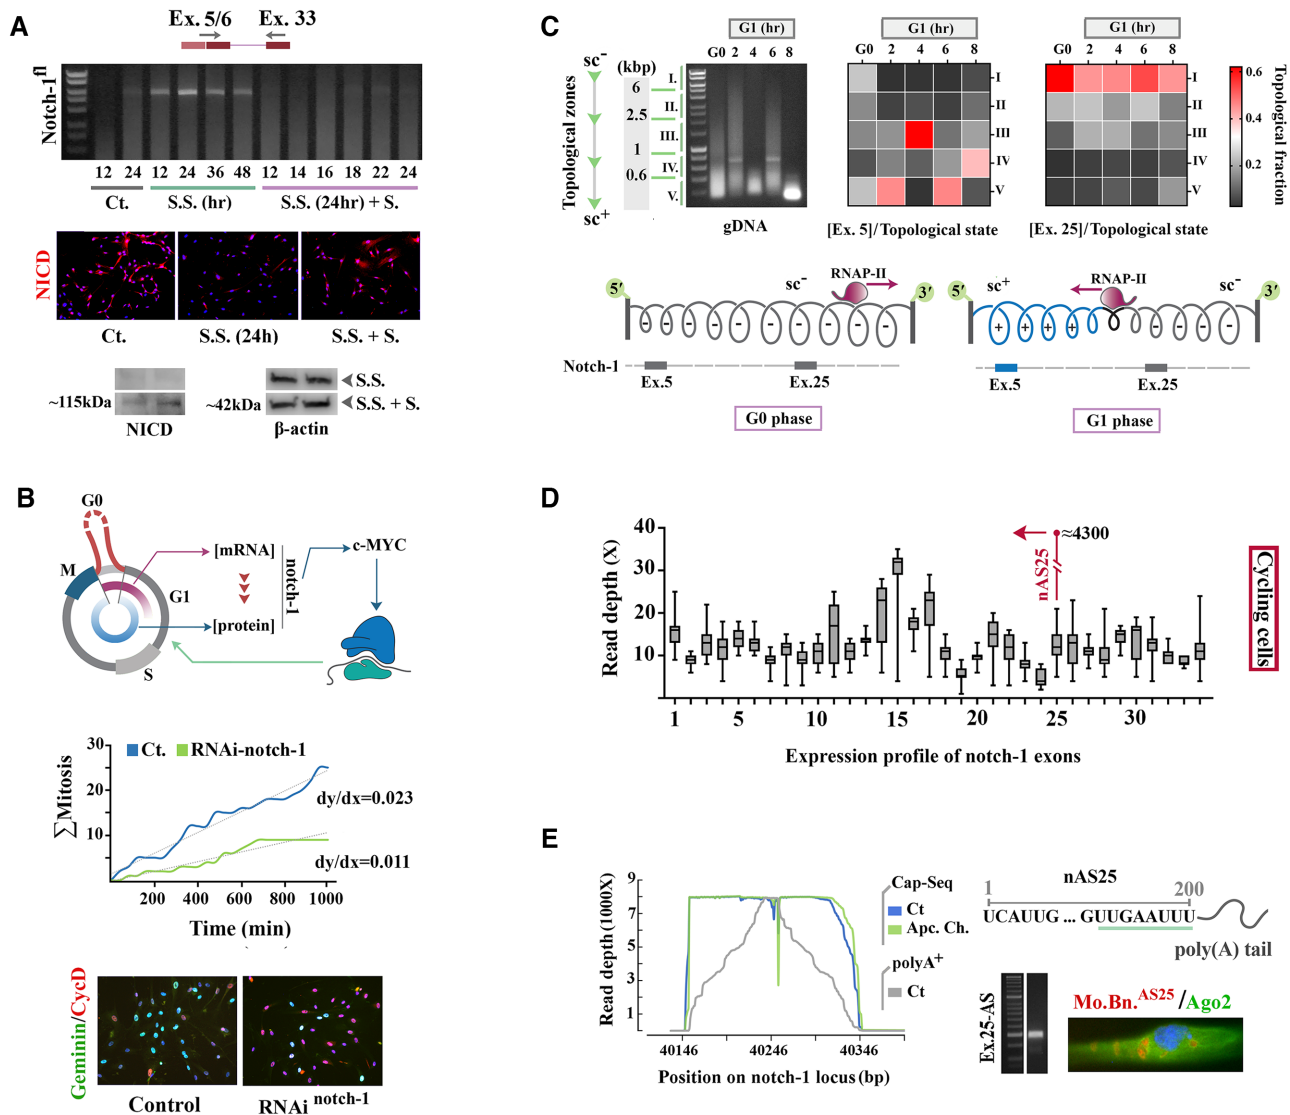 A
Ex. 5/6
Ex. 33
Notch-1fl
12 24 12 24 36 48 12 14 16 18 22 24
Ct. S.S. (hr) S.S. (24hr) + S.
NICD
Ct. S.S. (24h) S.S. + S.
~115kDa
NICD
~42kDa
β-actin
S.S.
S.S. + S.
B
G0
M
G1
S
[mRNA]
[protein]
notch-1
c-MYC
∑Mitosis
30
20
10
Ct. RNAi-notch-1
dy/dx=0.023
dy/dx=0.011
200 400 600 800 1000
Time (min)
Geminin/CycD
Control
RNAi notch-1
C
Topological zones
sc-
sc+
(kbp)
6
2.5
1
0.6
I.
II.
III.
IV.
V.
G1 (hr)
G0 2 4 6 8
gDNA
G1 (hr)
G0 2 4 6 8
I
II
III
IV
V
[Ex. 5]/Topological state
G1 (hr)
G0 2 4 6 8
I
II
III
IV
V
[Ex. 25]/Topological state
0.6
0.4
0.2
Topological fraction
5′
sc-
RNAP-II
3′
- - - - - - - - - -
Notch-1
Ex.5
Ex.25
G0 phase
5′
sc+
RNAP-II
sc-
3′
+ + + + - - - -
Ex.5
Ex.25
G1 phase
D
Read depth (X)
40
30
20
10
nAS25
≈4300
1 5 10 15 20 25 30
Expression profile of notch-1 exons
Cycling cells
E
Read depth (1000X)
9
7
5
3
1
40146 40246 40346
Position on notch-1 locus (bp)
Cap-Seq
Ct
Apc. Ch.
polyA+
Ct
nAS25
1 200
UCAUUG ... GUUGAAUUU
poly(A) tail
Ex.25-AS
Mo.Bn.AS25/Ago2